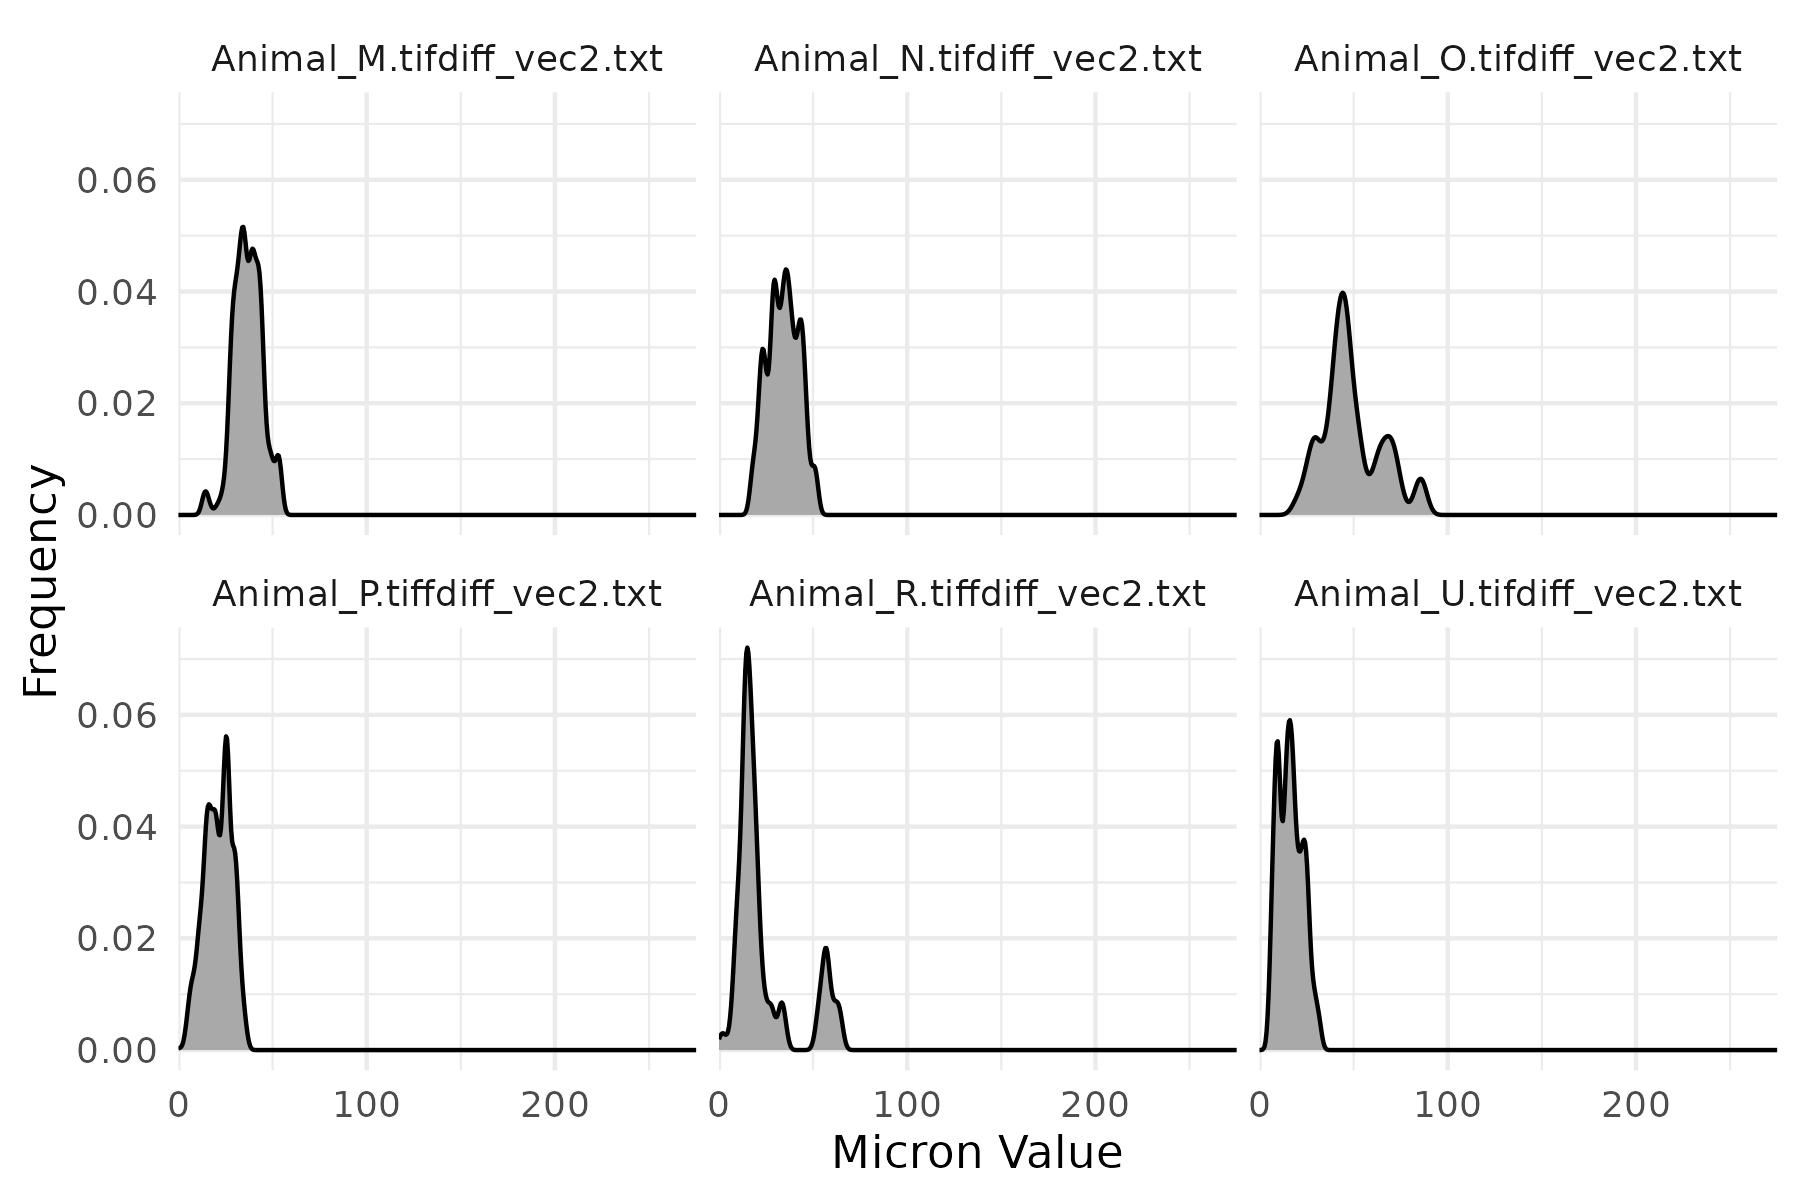 Animal_M.tifdiff_vec2.txt Animal_N.tifdiff_vec2.txt Animal_O.tifdiff_vec2.txt
0.06
0.04
0.02
0.00
Animal_P.tiffdiff_vec2.txt Animal_R.tiffdiff_vec2.txt Animal_U.tifdiff_vec2.txt
Frequency
0.06
0.04
0.02
0.00
0 100 200 0 100 200 0 100 200
Micron Value